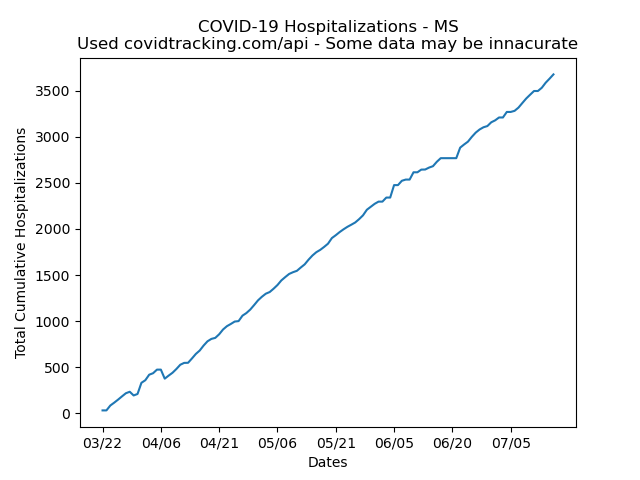 COVID-19 Hospitalizations - MS
Used covidtracking.com/api - Some data may be innacurate
Total Cumulative Hospitalizations
3500
3000
2500
2000
1500
1000
500
0
03/22 04/06 04/21 05/06 05/21 06/05 06/20 07/05
Dates